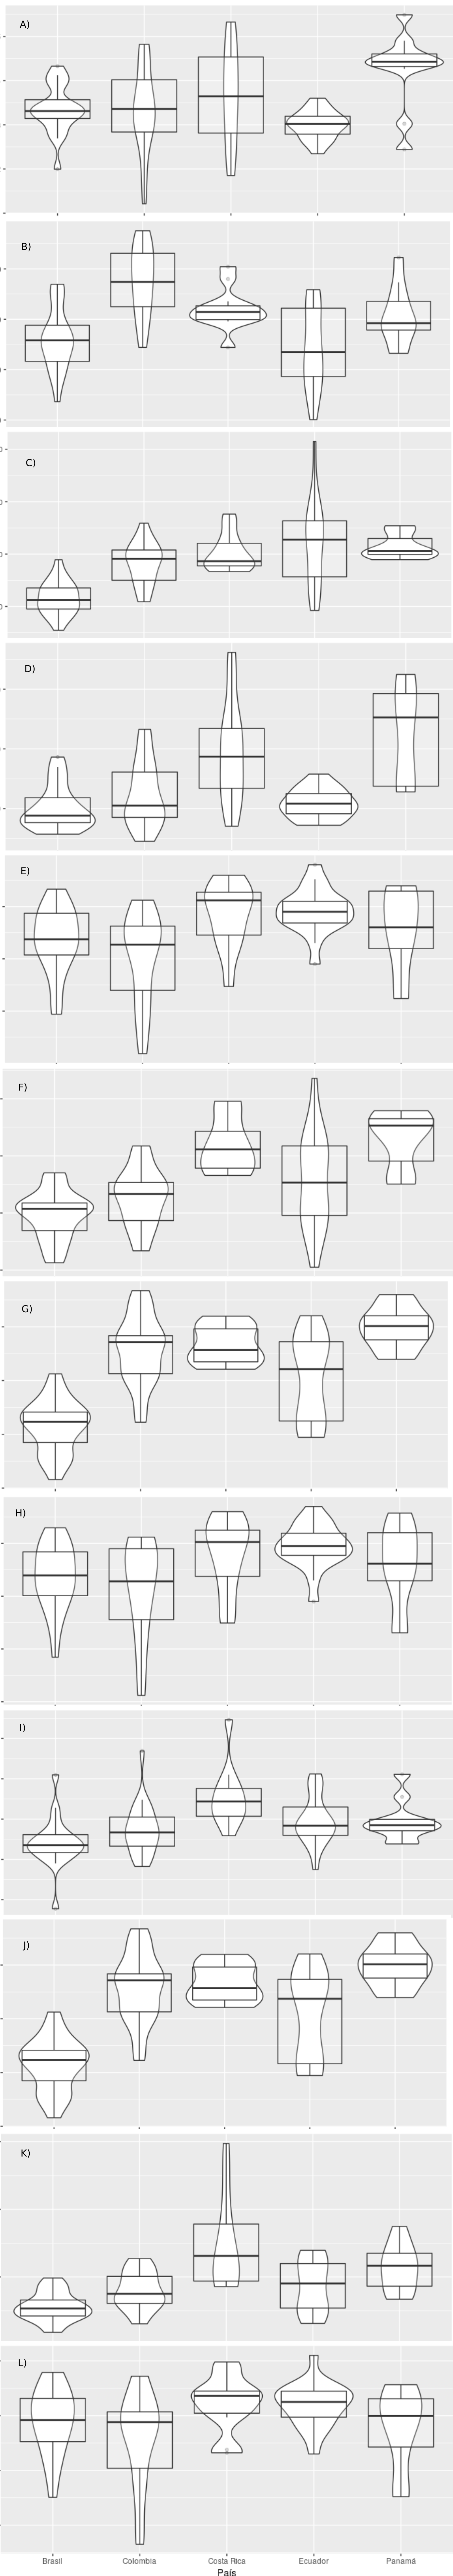 A)
B)
C)
D)
E)
F)
G)
H)
I)
J)
K)
L)
Brasil Colombia Costa Rica Ecuador Panamá
País